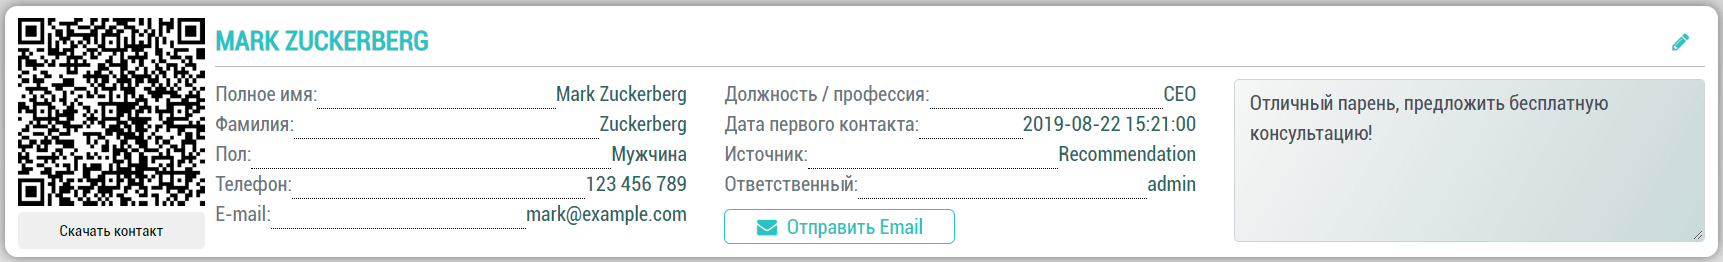 MARK ZUCKERBERG
Полное имя: Mark Zuckerberg
Фамилия: Zuckerberg
Пол: Мужчина
Телефон: 123 456 789
E-mail: mark@example.com
Скачать контакт
Должность / профессия: CEO
Дата первого контакта: 2019-08-22 15:21:00
Источник: Recommendation
Ответственный: admin
Отправить Email
Отличный парень, предложить бесплатную
консультацию!